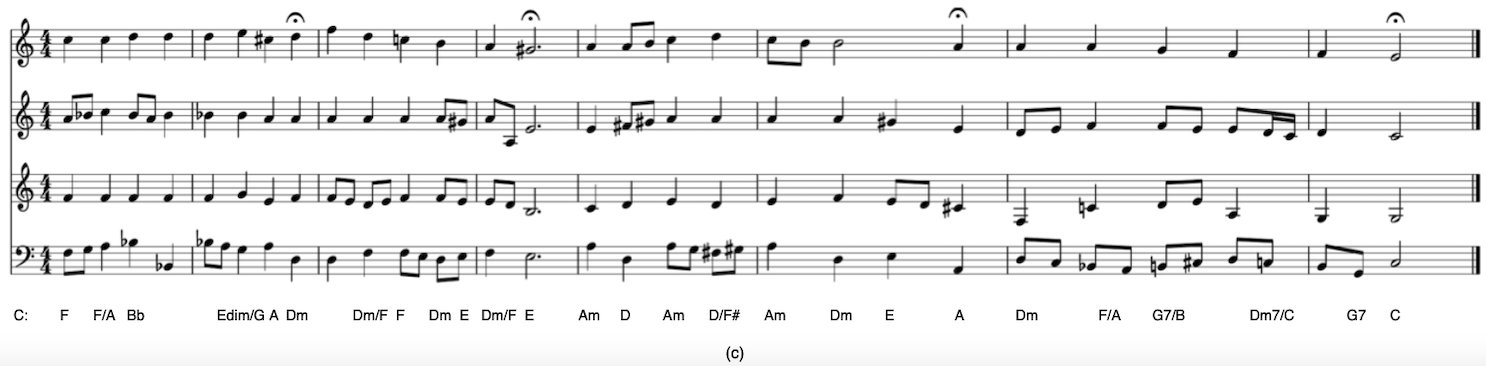 C: F F/A Bb Edim/G A Dm Dm/F F Dm E Dm/F E Am D Am D/F# Am Dm E A Dm F/A G7/B Dm7/C G7 C
(c)